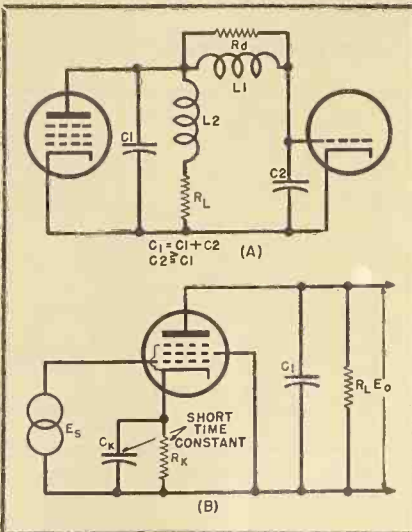 Rd
L1
L2
C1
RL
C2
C₁ = C1 + C2
C2 ≧ C1
(A)
C₁
RL Eo
Es
SHORT
TIME
CONSTANT
CK
RK
(B)